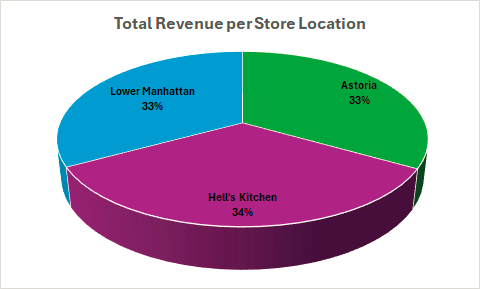 Total Revenue per Store Location
Lower Manhattan
33%
Astoria
33%
Hell's Kitchen
34%